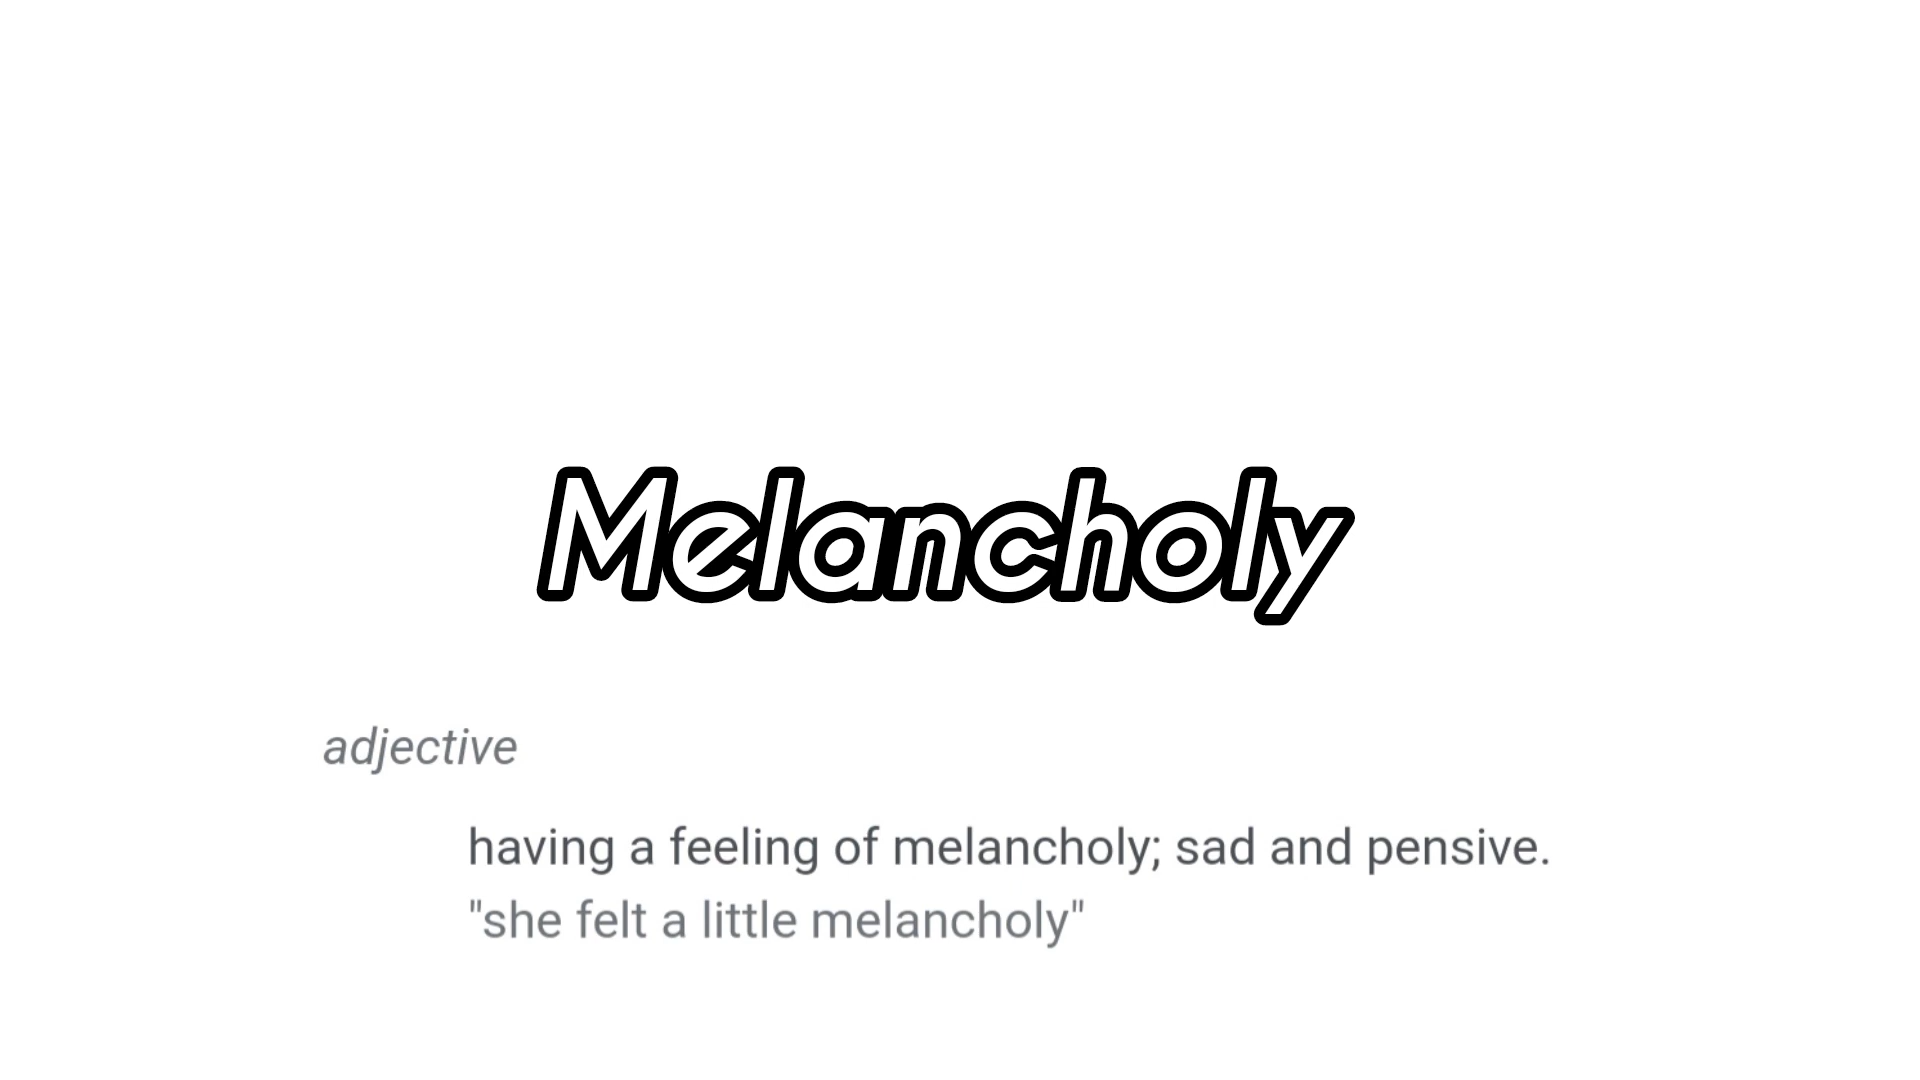 Melancholy
adjective
having a feeling of melancholy; sad and pensive.
"she felt a little melancholy"